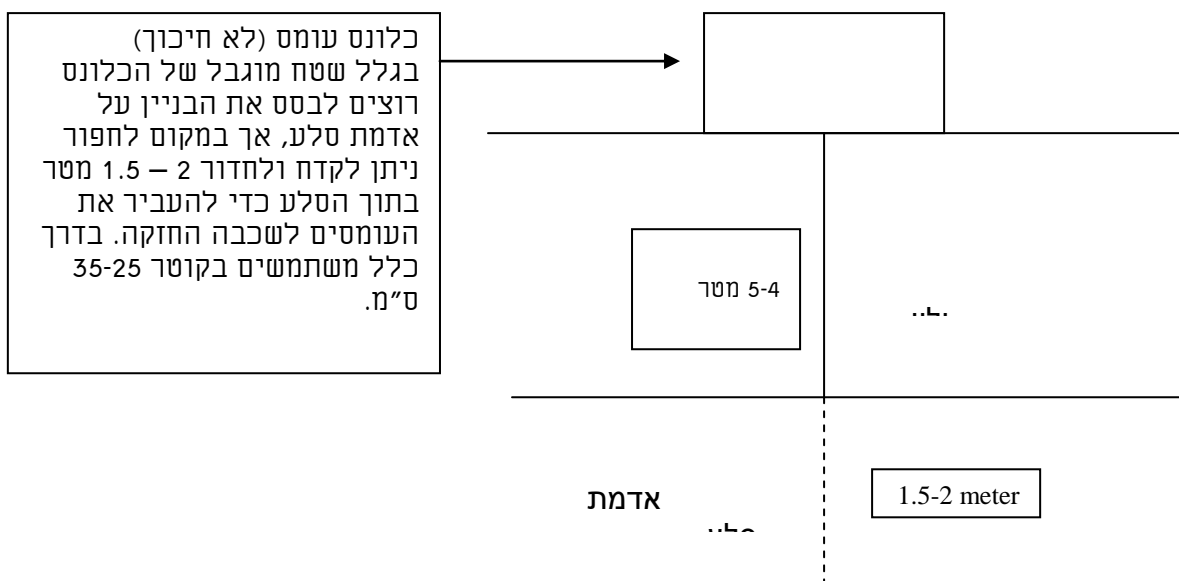 כלונס עומס (לא חיכוך)
בגלל שטח מוגבל של הכלונס
רוצים לבסס את הבניין על
אדמת סלע, אך במקום לחפור
ניתן לקדח ולחדור 2 – 1.5 מטר
בתוך הסלע כדי להעביר את
העומסים לשכבה החזקה. בדרך
כלל משתמשים בקוטר 35-25
ס״מ.
5-4 מטר
אדמת
1.5-2 meter